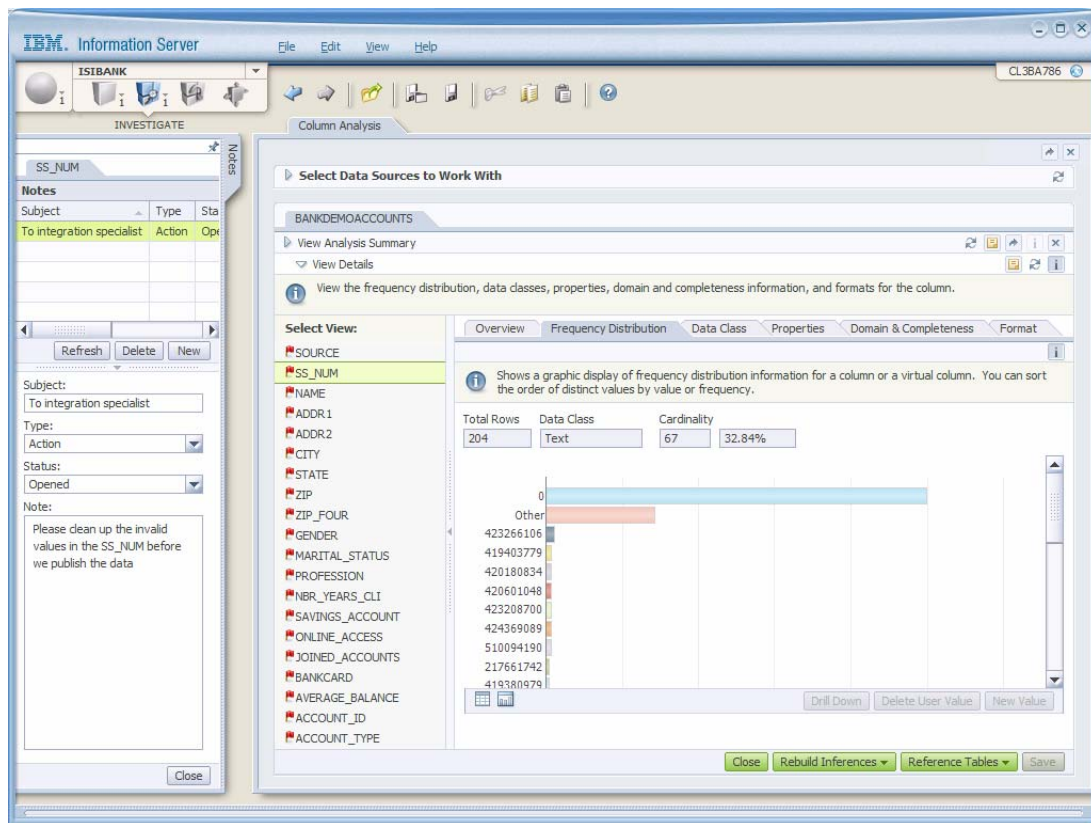 IBM. Information Server
File Edit View Help
ISIBANK
CL3BA786
INVESTIGATE
Column Analysis
Notes
SS_NUM
Notes
Subject Type Sta
To integration specialist Action Ope
Refresh Delete New
Subject:
To integration specialist
Type:
Action
Status:
Opened
Note:
Please clean up the invalid
values in the SS_NUM before
we publish the data
Close
Select Data Sources to Work With
BANKDEMOACCOUNTS
View Analysis Summary
View Details
View the frequency distribution, data classes, properties, domain and completeness information, and formats for the column.
Select View:
SOURCE
SS_NUM
NAME
ADDR1
ADDR2
CITY
STATE
ZIP
ZIP_FOUR
GENDER
MARITAL_STATUS
PROFESSION
NBR_YEARS_CLI
SAVINGS_ACCOUNT
ONLINE_ACCESS
JOINED_ACCOUNTS
BANKCARD
AVERAGE_BALANCE
ACCOUNT_ID
ACCOUNT_TYPE
Overview Frequency Distribution Data Class Properties Domain & Completeness Format
Shows a graphic display of frequency distribution information for a column or a virtual column. You can sort
the order of distinct values by value or frequency.
Total Rows Data Class Cardinality
204 Text 67 32.84%
0
Other
423266106
419403779
420180834
420601048
423208700
424369089
510094190
217661742
419380979
Drill Down Delete User Value New Value
Close Rebuild Inferences Reference Tables Save